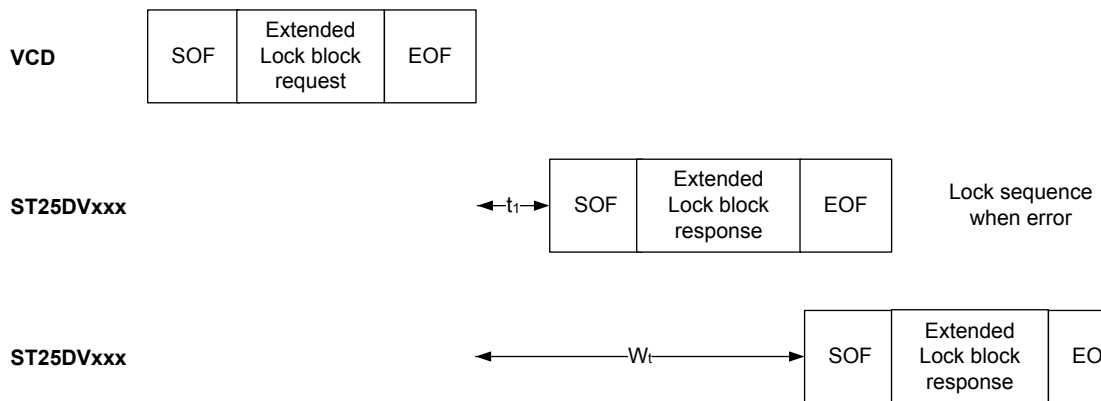 VCD
SOF
Extended
Lock block
request
EOF
ST25DVxxx
t1
SOF
Extended
Lock block
response
EOF
Lock sequence
when error
ST25DVxxx
Wt
SOF
Extended
Lock block
response
EO